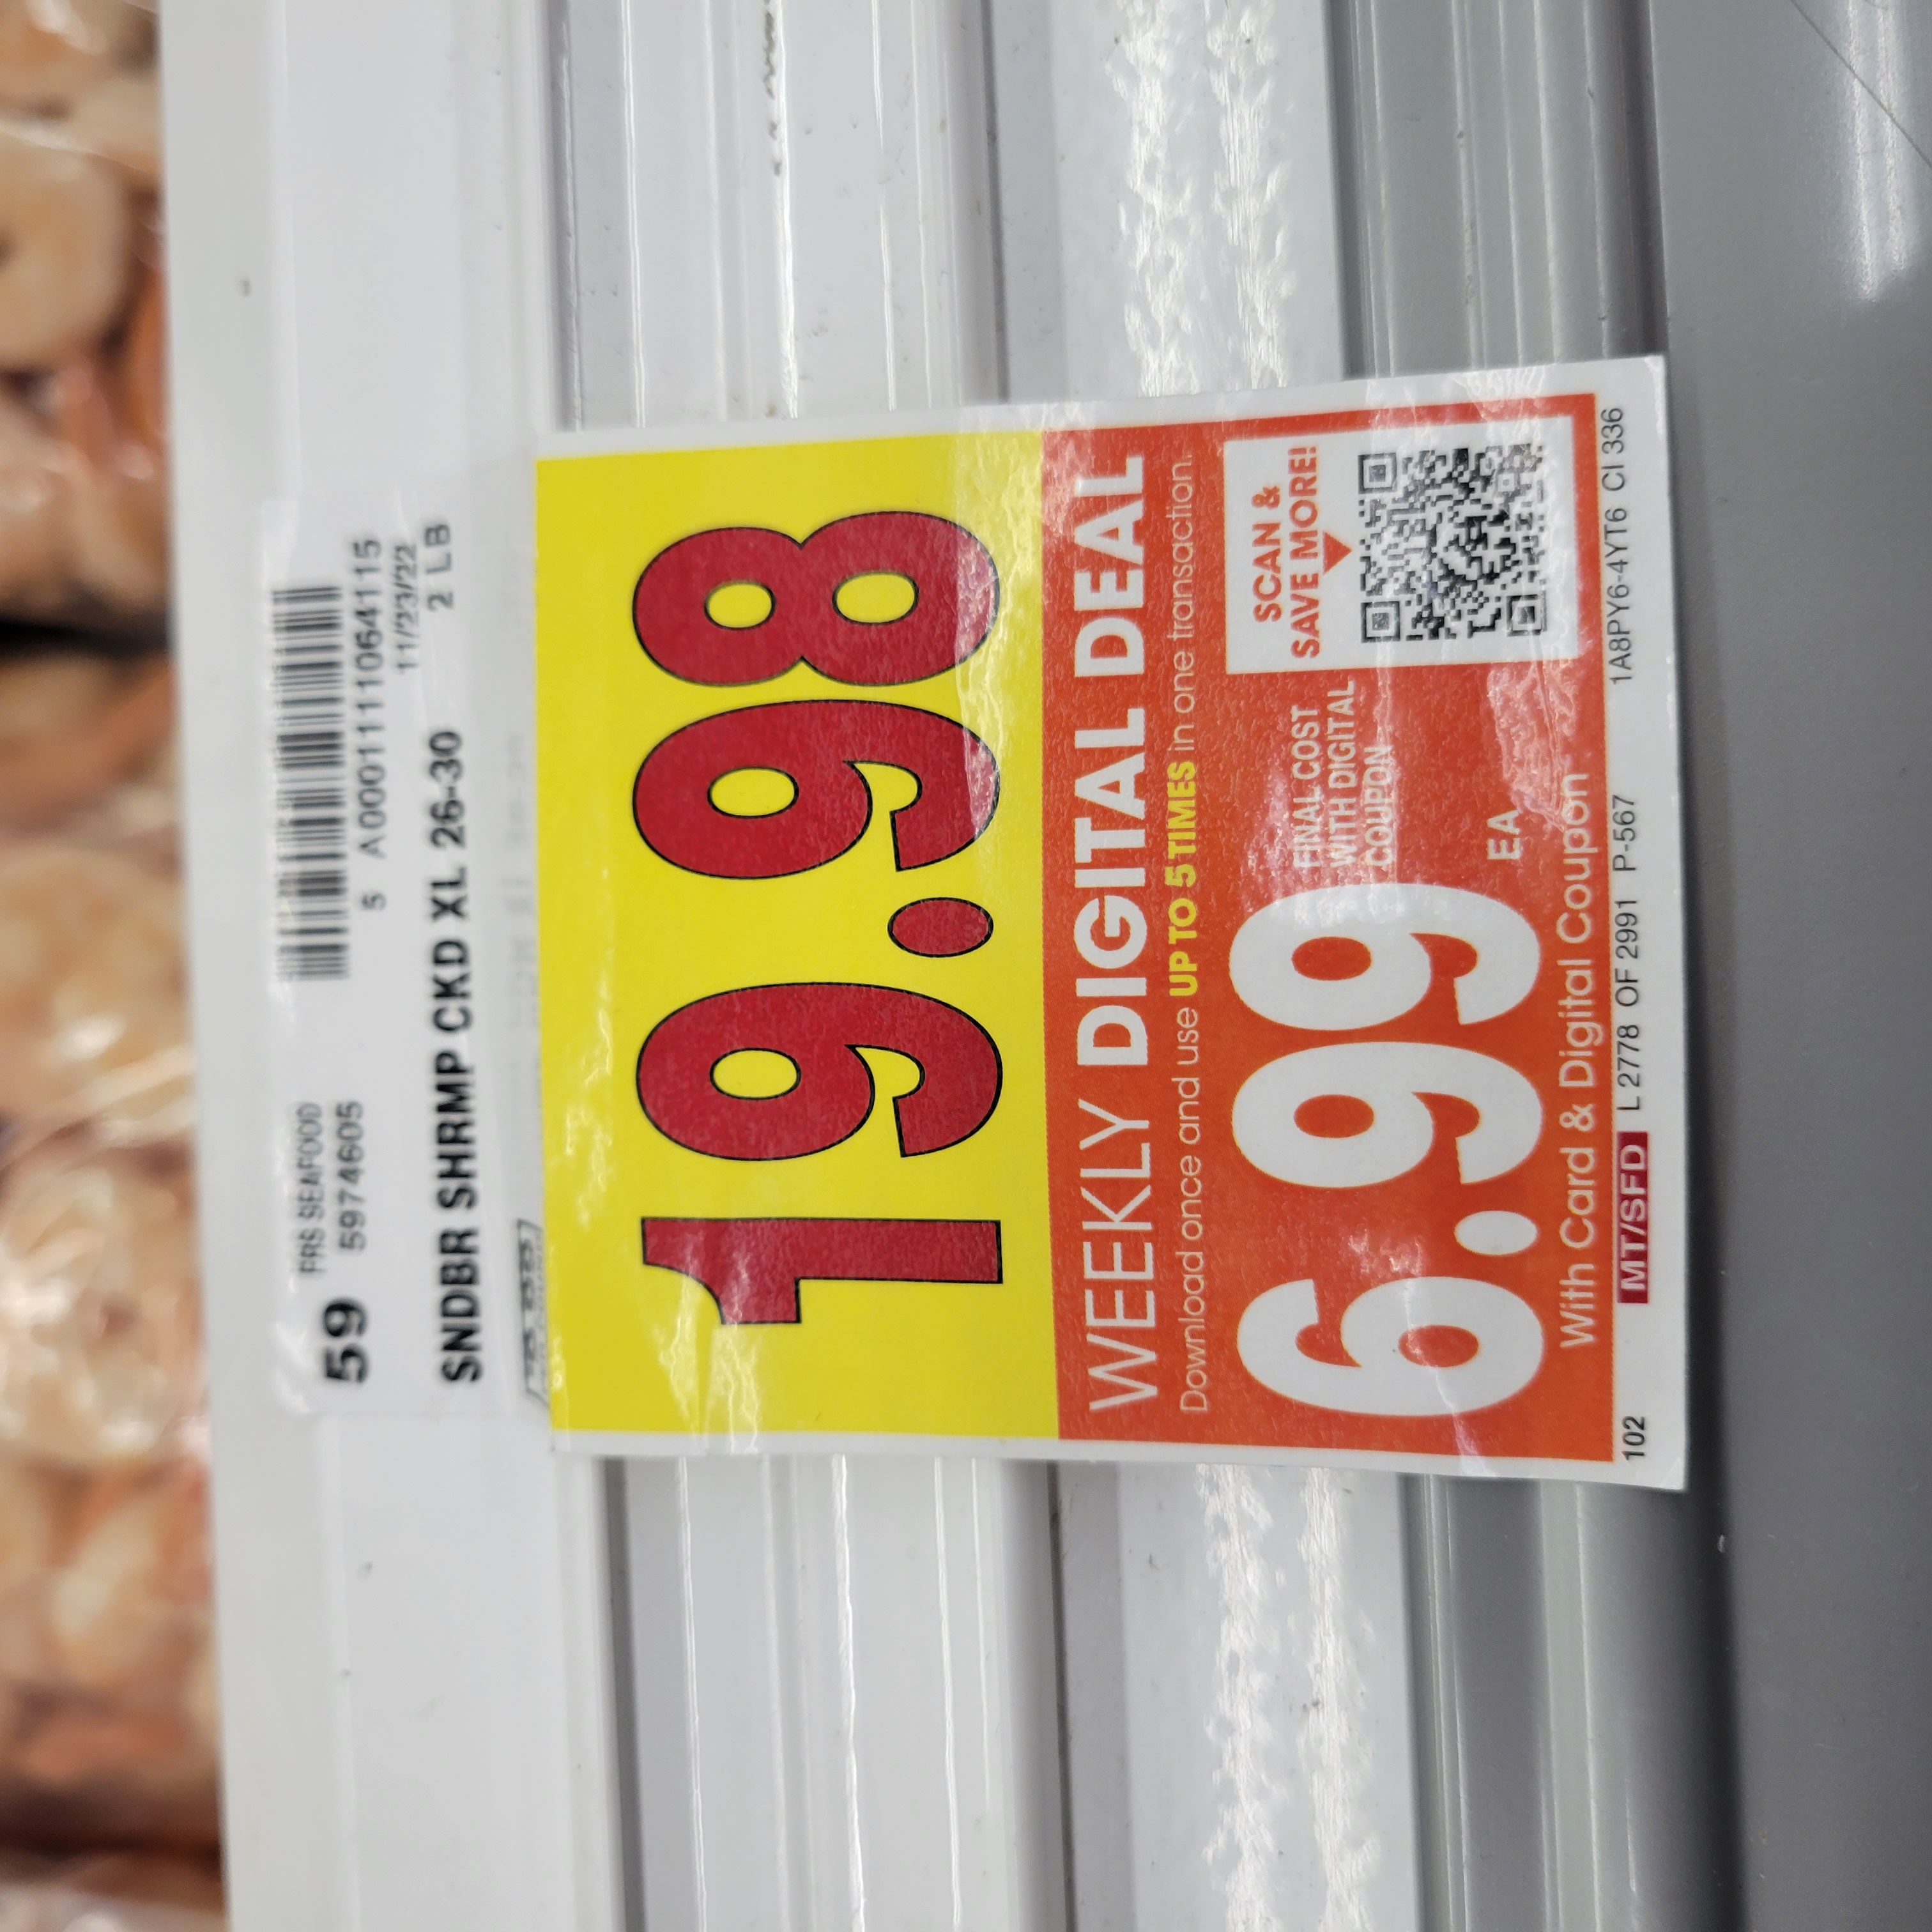 59 FRS SEAFOOD
5974605
5 A0001111064115
11/23/22
SNDBR SHRMP CKD XL 26-30 2 LB
19.98
WEEKLY DIGITAL DEAL
Download once and use UP TO 5 TIMES in one transaction.
6.99 EA
FINAL COST
WITH DIGITAL
COUPON
SCAN &
SAVE MORE!
With Card & Digital Coupon
102 MT/SFD L 2778 OF 2991 P-567 1A8PY6-4YT6 CI 336